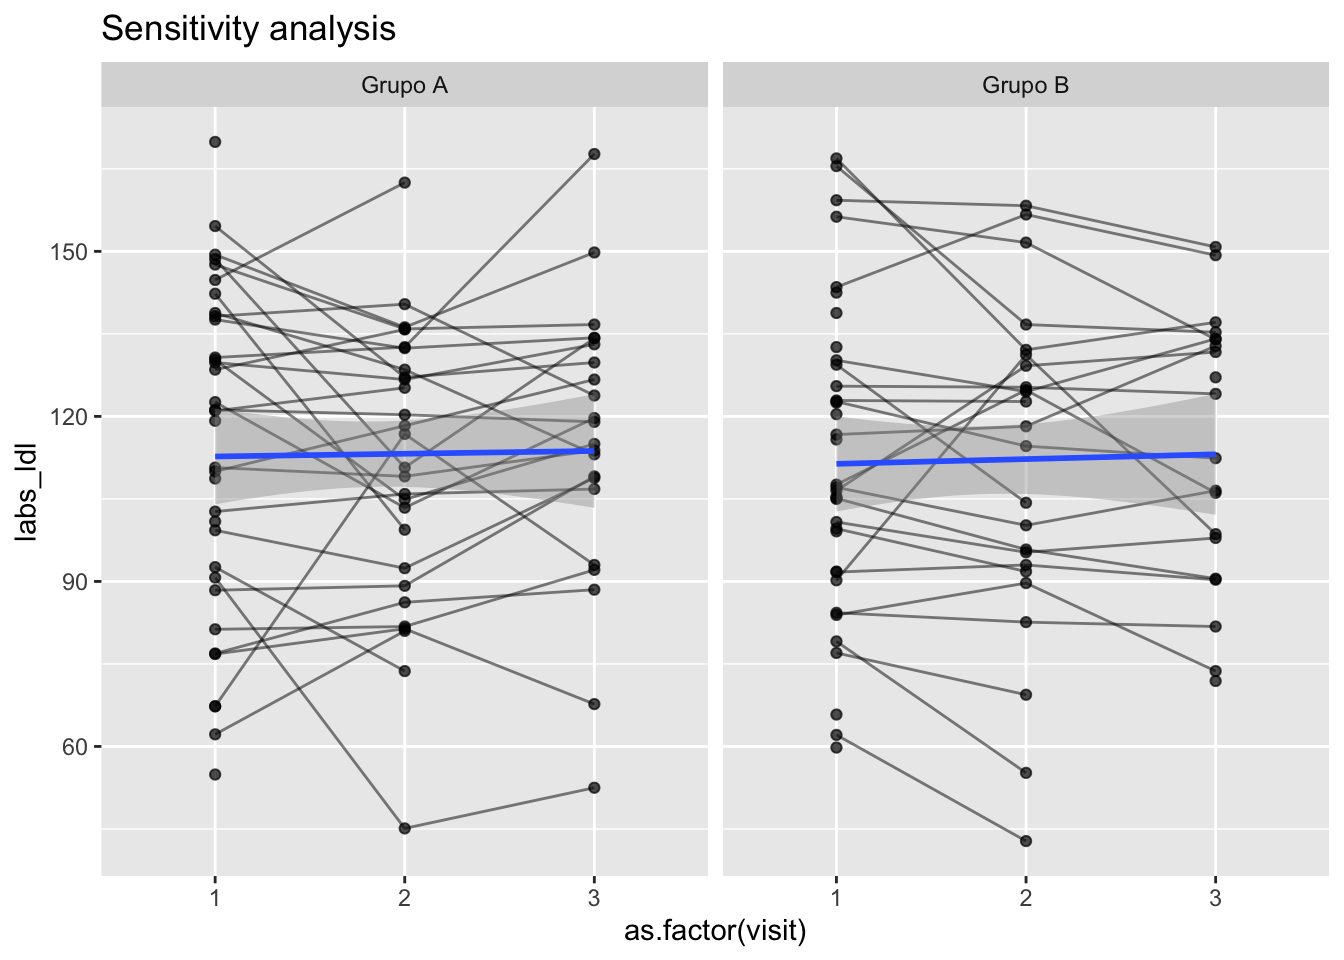 Sensitivity analysis
Grupo A
Grupo B
labs_ldl
150
120
90
60
1 2 3
1 2 3
as.factor(visit)